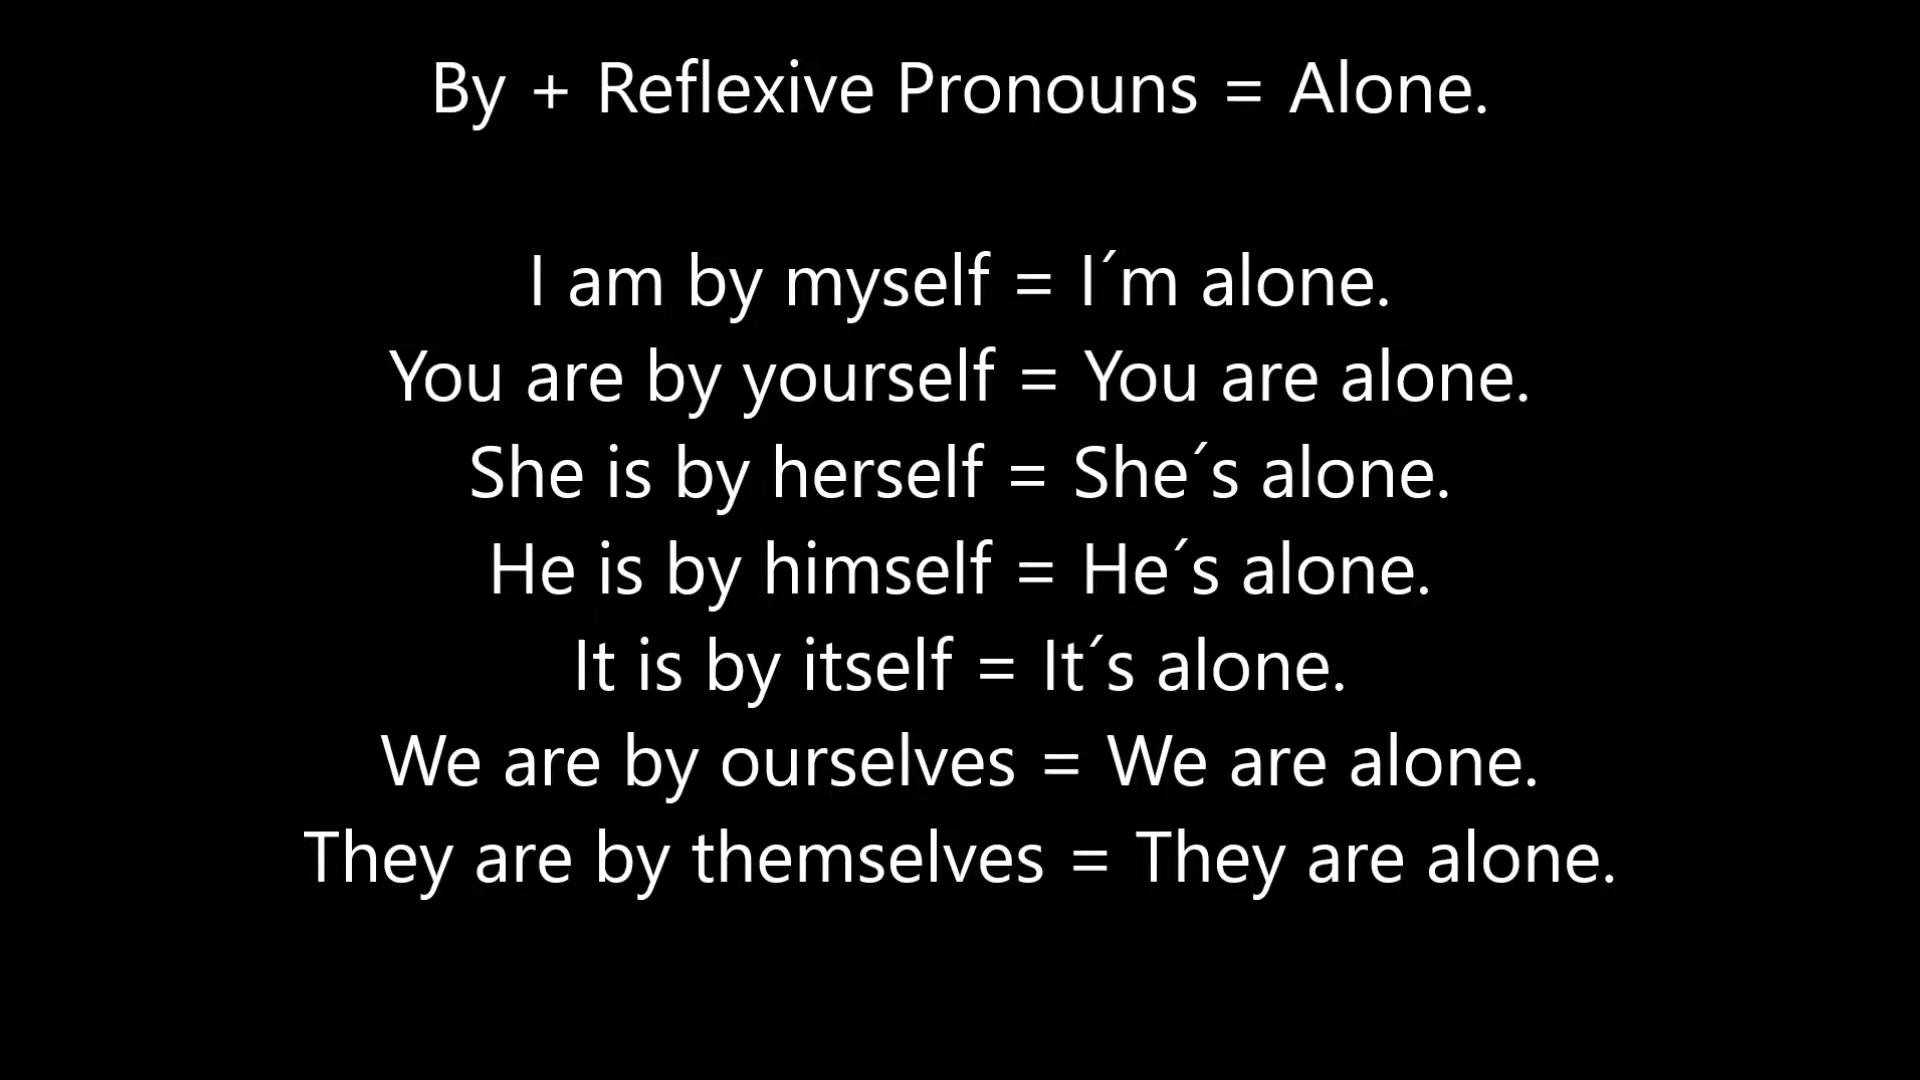 By + Reflexive Pronouns = Alone.
I am by myself = I´m alone.
You are by yourself = You are alone.
She is by herself = She´s alone.
He is by himself = He´s alone.
It is by itself = It´s alone.
We are by ourselves = We are alone.
They are by themselves = They are alone.